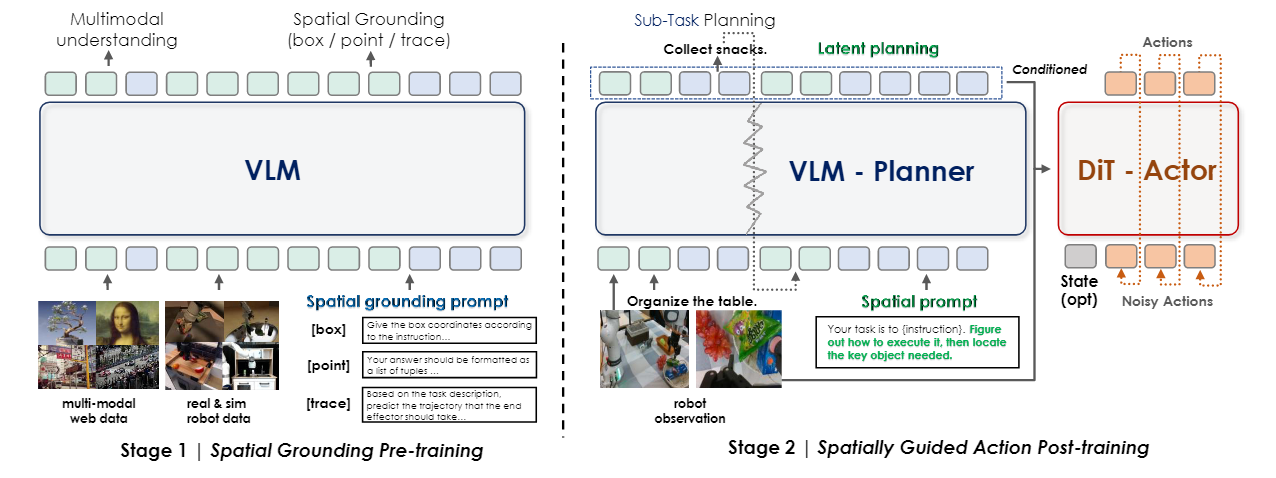 Multimodal
understanding
Spatial Grounding
(box / point / trace)
VLM
Spatial grounding prompt
[box]
Give the box coordinates according
to the instruction...
[point]
Your answer should be formatted as
a list of tuples ...
[trace]
Based on the task description,
predict the trajectory that the end
effector should take...
multi-modal
web data
real & sim
robot data
Stage 1 | Spatial Grounding Pre-training
Sub-Task Planning
Collect snacks.
Latent planning
Conditioned
Actions
VLM - Planner
DiT - Actor
Organize the table.
Spatial prompt
State
(opt)
Noisy Actions
Your task is to {instruction}. Figure
out how to execute it, then locate
the key object needed.
robot
observation
Stage 2 | Spatially Guided Action Post-training